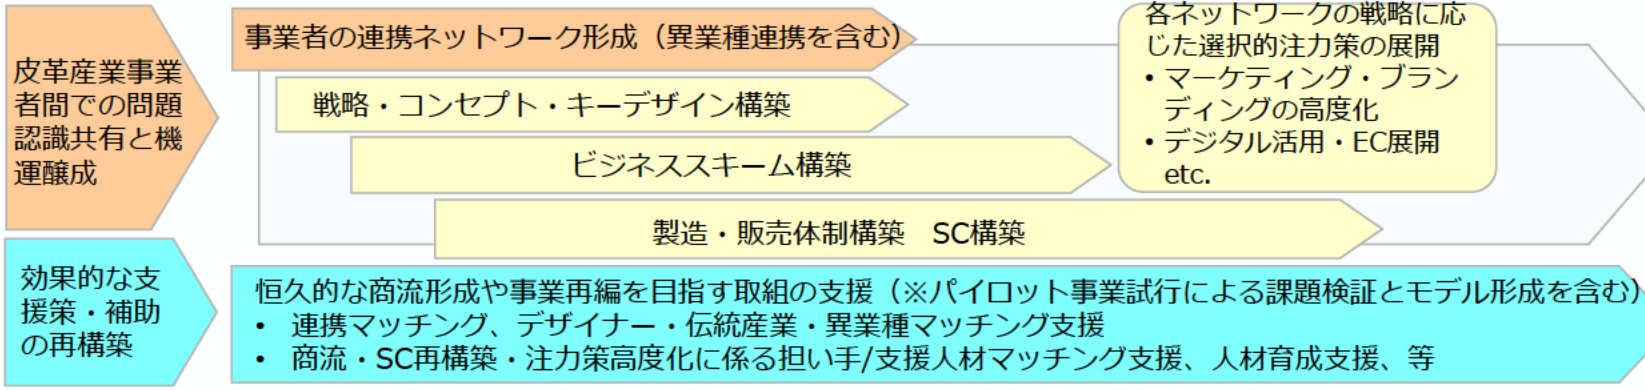 皮革産業事業
者間での問題
認識共有と機
運醸成
事業者の連携ネットワーク形成（異業種連携を含む）
戦略・コンセプト・キーデザイン構築
ビジネススキーム構築
製造・販売体制構築　SC構築
各ネットワークの戦略に応
じた選択的注力策の展開
• マーケティング・ブラン
ディングの高度化
• デジタル活用・EC展開
etc.
効果的な支
援策・補助
の再構築
恒久的な商流形成や事業再編を目指す取組の支援（※パイロット事業試行による課題検証とモデル形成を含む）
• 連携マッチング、デザイナー・伝統産業・異業種マッチング支援
• 商流・SC再構築・注力策高度化に係る担い手/支援人材マッチング支援、人材育成支援、等